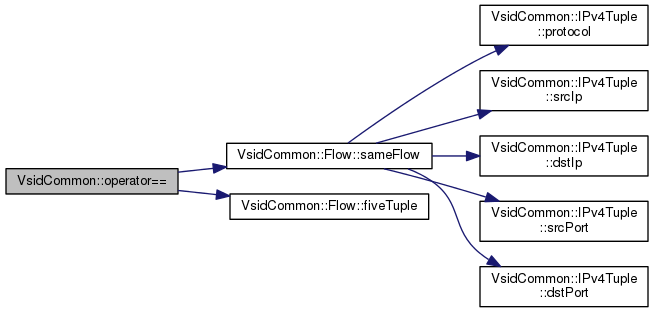 VsidCommon::operator==
VsidCommon::Flow::sameFlow
VsidCommon::Flow::fiveTuple
VsidCommon::IPv4Tuple
::protocol
VsidCommon::IPv4Tuple
::srcIp
VsidCommon::IPv4Tuple
::dstIp
VsidCommon::IPv4Tuple
::srcPort
VsidCommon::IPv4Tuple
::dstPort